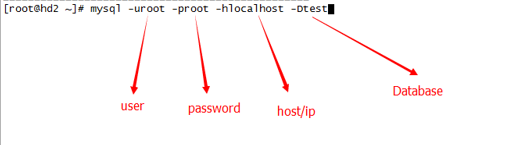 [root@hd2 ~]# mysql -uroot -proot -hlocalhost -Dtest
user
password
host/ip
Database